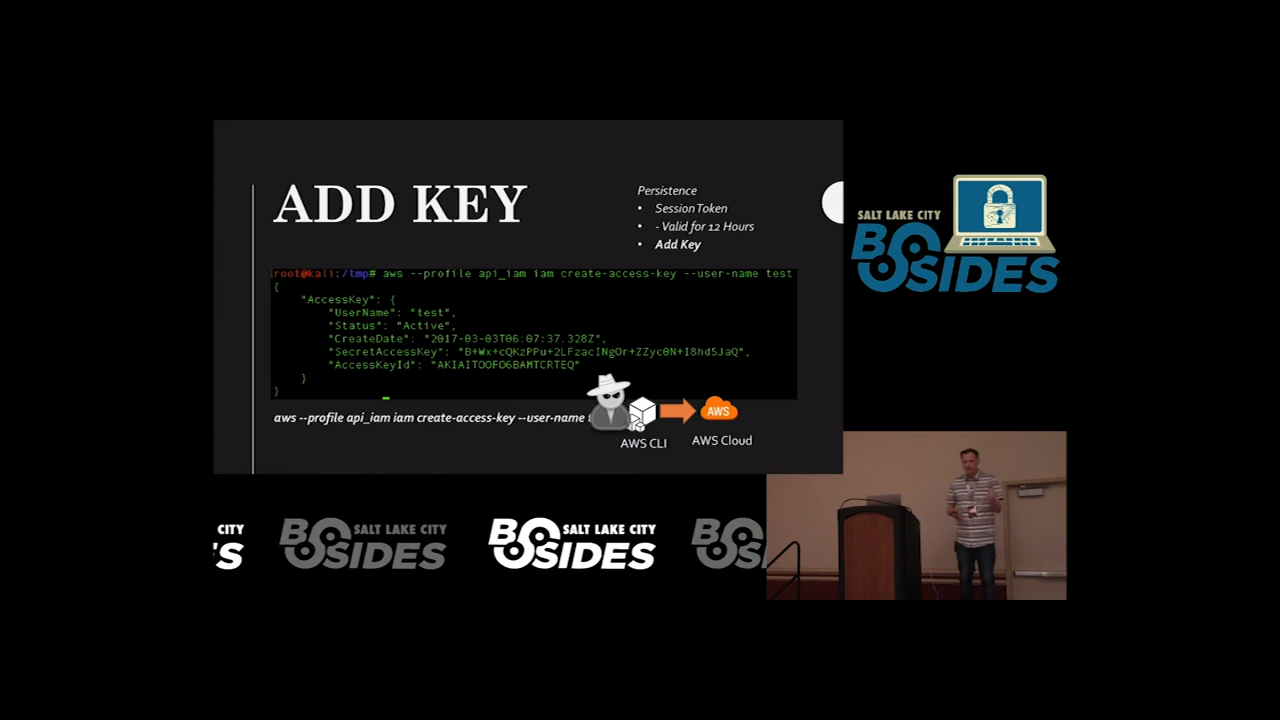 ADD KEY
Persistence
• Session Token
• - Valid for 12 Hours
• Add Key
root@kali:/tmp# aws --profile api_iam iam create-access-key --user-name test
{
"AccessKey": {
"UserName": "test",
"Status": "Active",
"CreateDate": "2017-03-03T06:07:37.328Z",
"SecretAccessKey": "B+Wx+cQKzPPu+2LFzacINgOr+ZZyc0N+I8hd5JaQ",
"AccessKeyId": "AKIAITOOFO6BAMTCRTEQ"
}
}
aws --profile api_iam iam create-access-key --user-name
AWS
AWS CLI
AWS Cloud
SALT LAKE CITY
BSIDES
CITY
SALT LAKE CITY
BSIDES
SALT LAKE CITY
BSIDES